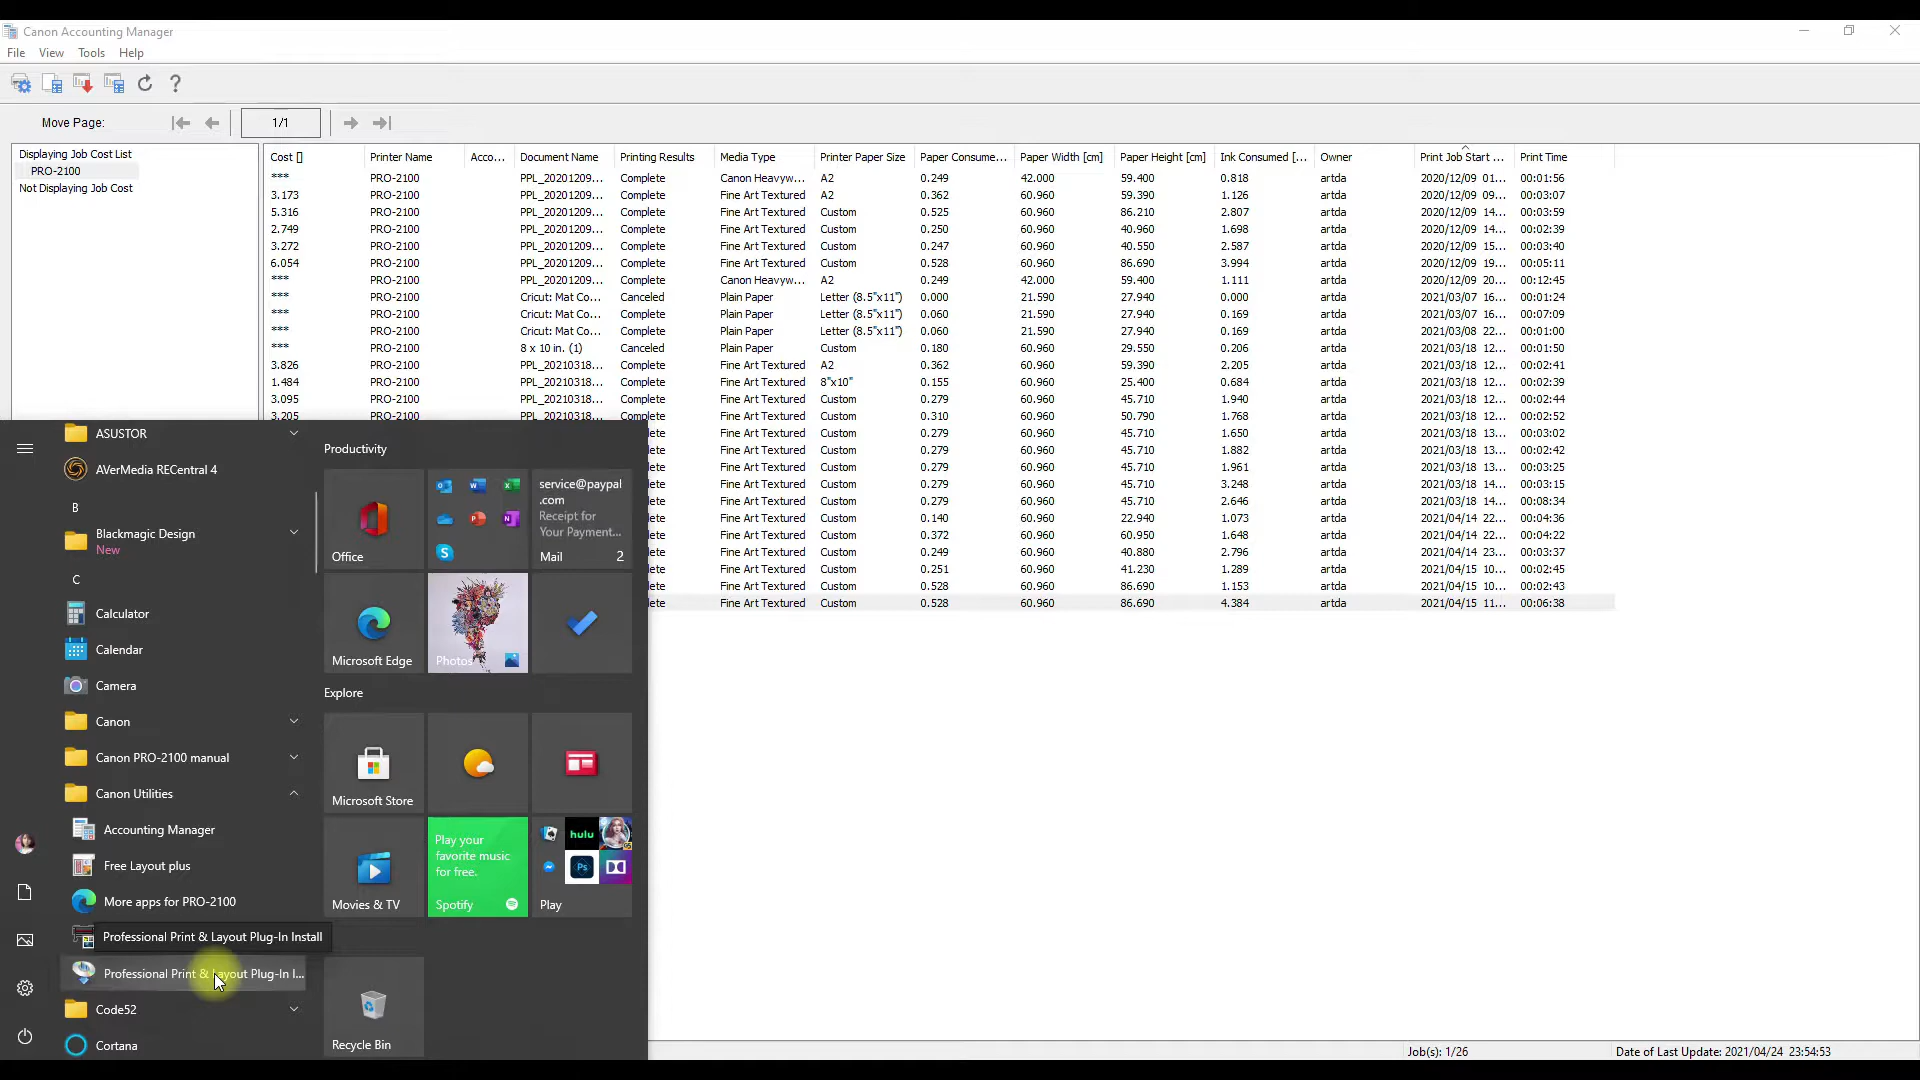 Canon Accounting Manager
File View Tools Help
Move Page: 1/1
Displaying Job Cost List
PRO-2100
Not Displaying Job Cost
Cost [] Printer Name Acco... Document Name Printing Results Media Type Printer Paper Size Paper Consume... Paper Width [cm] Paper Height [cm] Ink Consumed [... Owner Print Job Start ... Print Time
*** PRO-2100 PPL_20201209... Complete Canon Heavyw... A2 0.249 42.000 59.400 0.818 artda 2020/12/09 01... 00:01:56
3.173 PRO-2100 PPL_20201209... Complete Fine Art Textured A2 0.362 60.960 59.390 1.126 artda 2020/12/09 09... 00:03:07
5.316 PRO-2100 PPL_20201209... Complete Fine Art Textured Custom 0.525 60.960 86.210 2.807 artda 2020/12/09 14... 00:03:59
2.749 PRO-2100 PPL_20201209... Complete Fine Art Textured Custom 0.250 60.960 40.960 1.698 artda 2020/12/09 14... 00:02:39
3.272 PRO-2100 PPL_20201209... Complete Fine Art Textured Custom 0.247 60.960 40.550 2.587 artda 2020/12/09 15... 00:03:40
6.054 PRO-2100 PPL_20201209... Complete Fine Art Textured Custom 0.528 60.960 86.690 3.994 artda 2020/12/09 19... 00:05:11
*** PRO-2100 PPL_20201209... Complete Canon Heavyw... A2 0.249 42.000 59.400 1.111 artda 2020/12/09 20... 00:12:45
*** PRO-2100 Cricut: Mat Co... Canceled Plain Paper Letter (8.5"x11") 0.000 21.590 27.940 0.000 artda 2021/03/07 16... 00:01:24
*** PRO-2100 Cricut: Mat Co... Complete Plain Paper Letter (8.5"x11") 0.060 21.590 27.940 0.169 artda 2021/03/07 16... 00:07:09
*** PRO-2100 Cricut: Mat Co... Complete Plain Paper Letter (8.5"x11") 0.060 21.590 27.940 0.169 artda 2021/03/08 22... 00:01:00
*** PRO-2100 8 x 10 in. (1) Canceled Plain Paper Custom 0.180 60.960 29.550 0.206 artda 2021/03/18 12... 00:01:50
3.826 PRO-2100 PPL_20210318... Complete Fine Art Textured A2 0.362 60.960 59.390 2.205 artda 2021/03/18 12... 00:02:41
1.484 PRO-2100 PPL_20210318... Complete Fine Art Textured 8"x10" 0.155 60.960 25.400 0.684 artda 2021/03/18 12... 00:02:39
3.095 PRO-2100 PPL_20210318... Complete Fine Art Textured Custom 0.279 60.960 45.710 1.940 artda 2021/03/18 12... 00:02:44
3.205 PRO-2100 PPL_20210318... Complete Fine Art Textured Custom 0.310 60.960 50.790 1.768 artda 2021/03/18 12... 00:02:52
lete Fine Art Textured Custom 0.279 60.960 45.710 1.650 artda 2021/03/18 13... 00:03:02
lete Fine Art Textured Custom 0.279 60.960 45.710 1.882 artda 2021/03/18 13... 00:02:42
lete Fine Art Textured Custom 0.279 60.960 45.710 1.961 artda 2021/03/18 13... 00:03:25
lete Fine Art Textured Custom 0.279 60.960 45.710 3.248 artda 2021/03/18 14... 00:03:15
lete Fine Art Textured Custom 0.279 60.960 45.710 2.646 artda 2021/03/18 14... 00:08:34
lete Fine Art Textured Custom 0.140 60.960 22.940 1.073 artda 2021/04/14 22... 00:04:36
lete Fine Art Textured Custom 0.372 60.960 60.950 1.648 artda 2021/04/14 22... 00:04:22
lete Fine Art Textured Custom 0.249 60.960 40.880 2.796 artda 2021/04/14 23... 00:03:37
lete Fine Art Textured Custom 0.251 60.960 41.230 1.289 artda 2021/04/15 10... 00:02:45
lete Fine Art Textured Custom 0.528 60.960 86.690 1.153 artda 2021/04/15 10... 00:02:43
lete Fine Art Textured Custom 0.528 60.960 86.690 4.384 artda 2021/04/15 11... 00:06:38
ASUSTOR
AVerMedia RECentral 4
B
Blackmagic Design
New
C
Calculator
Calendar
Camera
Canon
Canon PRO-2100 manual
Canon Utilities
Accounting Manager
Free Layout plus
More apps for PRO-2100
Professional Print & Layout Plug-In Install
Professional Print & Layout Plug-In I...
Code52
Cortana
Productivity
Office
service@paypal
.com
Receipt for
Your Payment...
Mail 2
Microsoft Edge
Photos
Explore
Microsoft Store
Movies & TV
Play your
favorite music
for free.
Spotify
hulu
Ps
Play
Recycle Bin
Job(s): 1/26
Date of Last Update: 2021/04/24 23:54:53